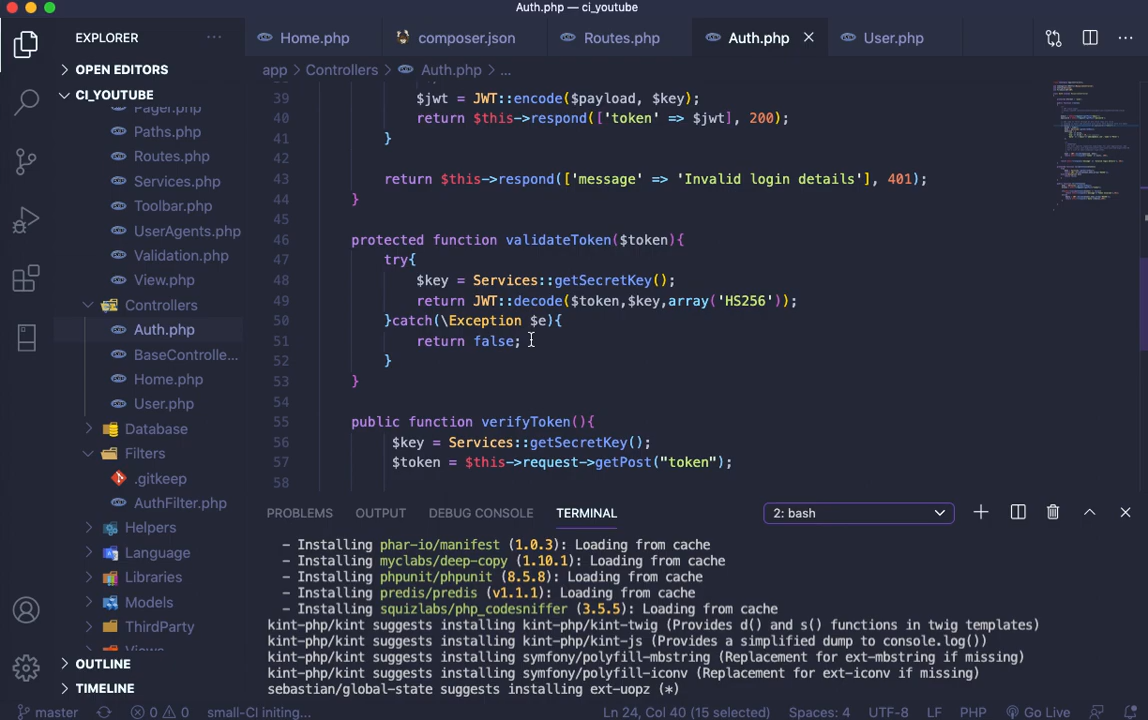 Auth.php — ci_youtube
EXPLORER
Home.php
composer.json
Routes.php
Auth.php
User.php
OPEN EDITORS
app > Controllers > Auth.php > ...
CI_YOUTUBE
Pager.php
Paths.php
Routes.php
Services.php
Toolbar.php
UserAgents.php
Validation.php
View.php
Controllers
Auth.php
BaseControlle...
Home.php
User.php
Database
Filters
.gitkeep
AuthFilter.php
Helpers
Language
Libraries
Models
ThirdParty
OUTLINE
TIMELINE
39 $jwt = JWT::encode($payload, $key);
40 return $this->respond(['token' => $jwt], 200);
41 }
42
43 return $this->respond(['message' => 'Invalid login details'], 401);
44 }
45
46 protected function validateToken($token){
47 try{
48 $key = Services::getSecretKey();
49 return JWT::decode($token,$key,array('HS256'));
50 }catch(\Exception $e){
51 return false;
52 }
53 }
54
55 public function verifyToken(){
56 $key = Services::getSecretKey();
57 $token = $this->request->getPost("token");
58
PROBLEMS OUTPUT DEBUG CONSOLE TERMINAL 2: bash
- Installing phar-io/manifest (1.0.3): Loading from cache
- Installing myclabs/deep-copy (1.10.1): Loading from cache
- Installing phpunit/phpunit (8.5.8): Loading from cache
- Installing predis/predis (v1.1.1): Loading from cache
- Installing squizlabs/php_codesniffer (3.5.5): Loading from cache
kint-php/kint suggests installing kint-php/kint-twig (Provides d() and s() functions in twig templates)
kint-php/kint suggests installing kint-php/kint-js (Provides a simplified dump to console.log())
kint-php/kint suggests installing symfony/polyfill-mbstring (Replacement for ext-mbstring if missing)
kint-php/kint suggests installing symfony/polyfill-iconv (Replacement for ext-iconv if missing)
sebastian/global-state suggests installing ext-uopz (*)
master 0 0 small-CI initing... Ln 24, Col 40 (15 selected) Spaces: 4 UTF-8 LF PHP Go Live